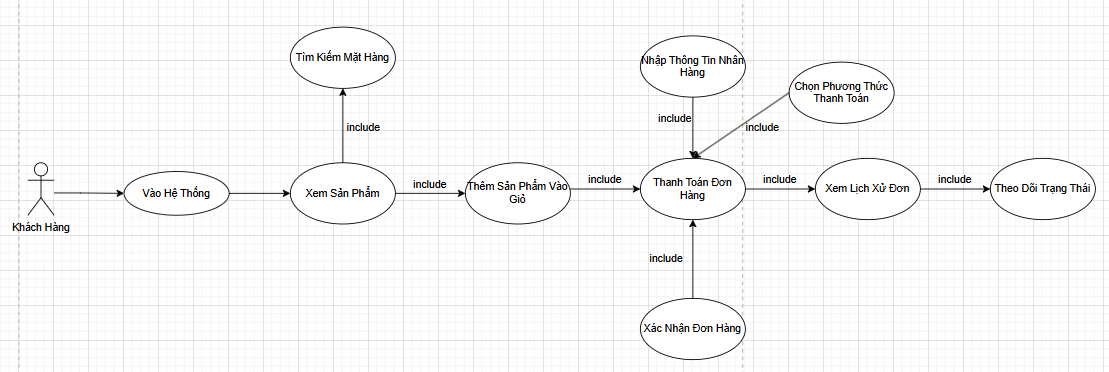 Tìm Kiếm Mặt Hàng
Nhập Thông Tin Nhân
Hàng
Chọn Phương Thức
Thanh Toán
include
include
include
Khách Hàng
Vào Hệ Thống
Xem Sản Phẩm
include
Thêm Sản Phẩm Vào
Giỏ
include
Thanh Toán Đơn
Hàng
include
Xem Lịch Xử Đơn
include
Theo Dõi Trạng Thái
include
Xác Nhận Đơn Hàng